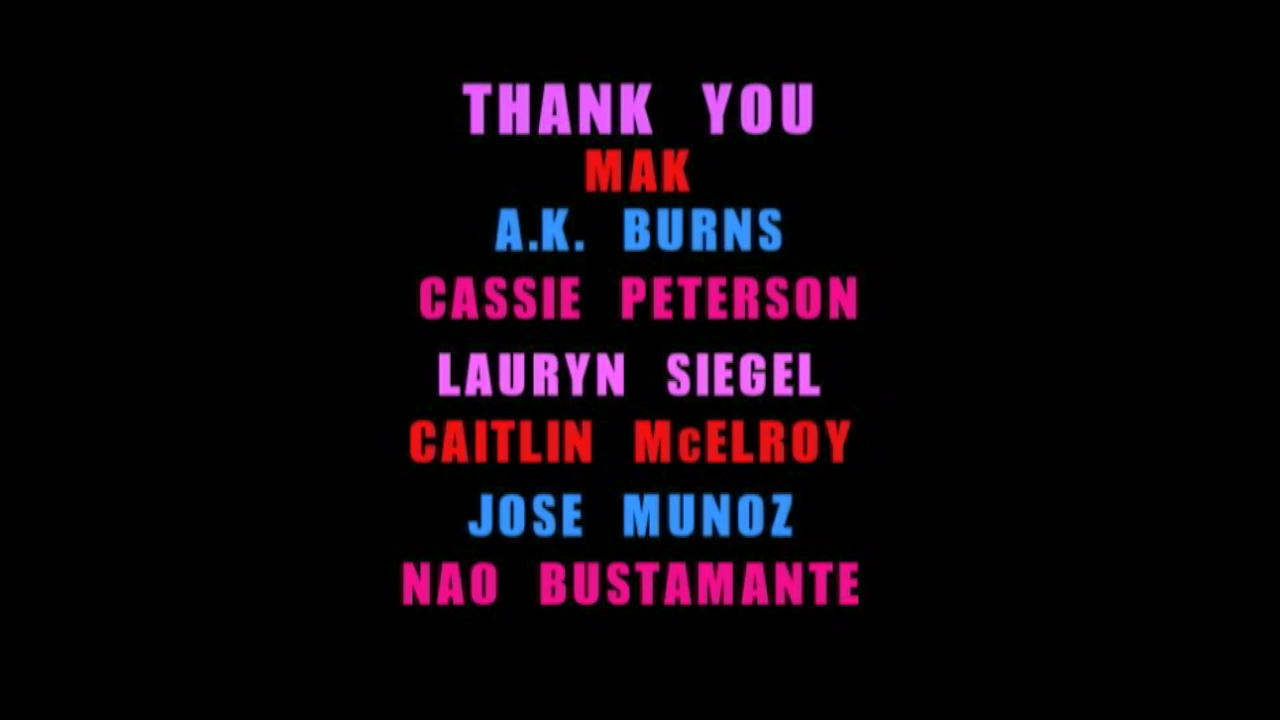 THANK YOU
MAK
A.K. BURNS
CASSIE PETERSON
LAURYN SIEGEL
CAITLIN McELROY
JOSE MUNOZ
NAO BUSTAMANTE